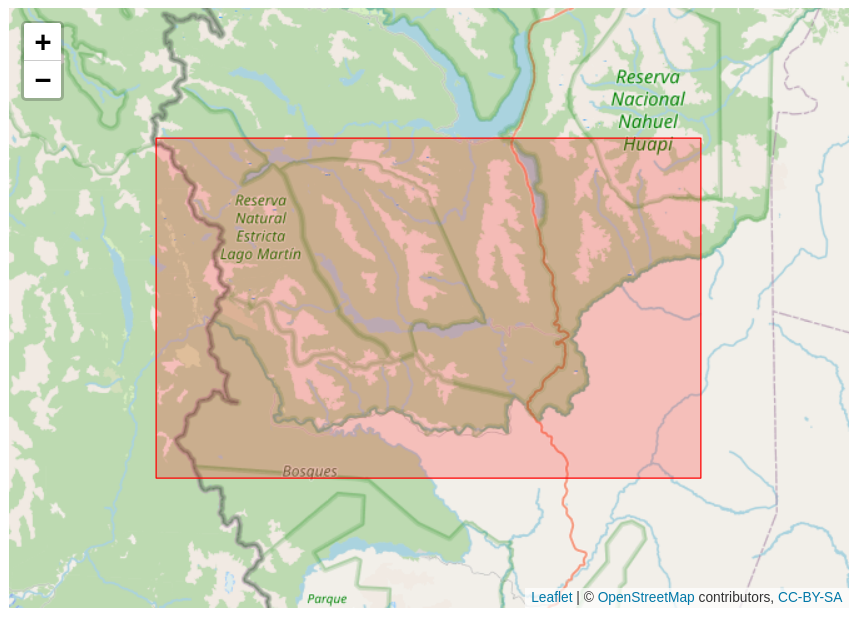 +
−
Reserva
Nacional
Nahuel
Huapi
Reserva
Natural
Estricta
Lago Martín
Bosques
Parque
Leaflet | © OpenStreetMap contributors, CC-BY-SA